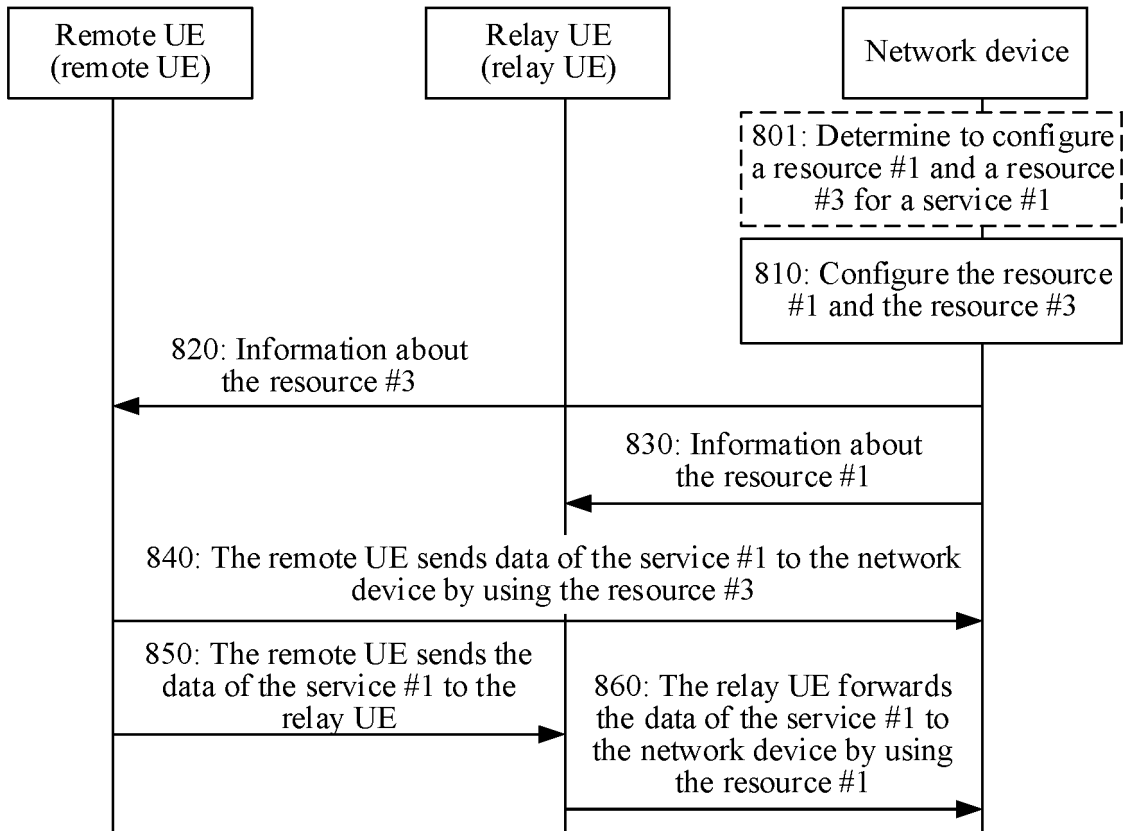 Remote UE
(remote UE)
Relay UE
(relay UE)
Network device
801: Determine to configure
a resource #1 and a resource
#3 for a service #1
810: Configure the resource
#1 and the resource #3
820: Information about
the resource #3
830: Information about
the resource #1
840: The remote UE sends data of the service #1 to the network
device by using the resource #3
850: The remote UE sends the
data of the service #1 to the
relay UE
860: The relay UE forwards
the data of the service #1 to
the network device by using
the resource #1